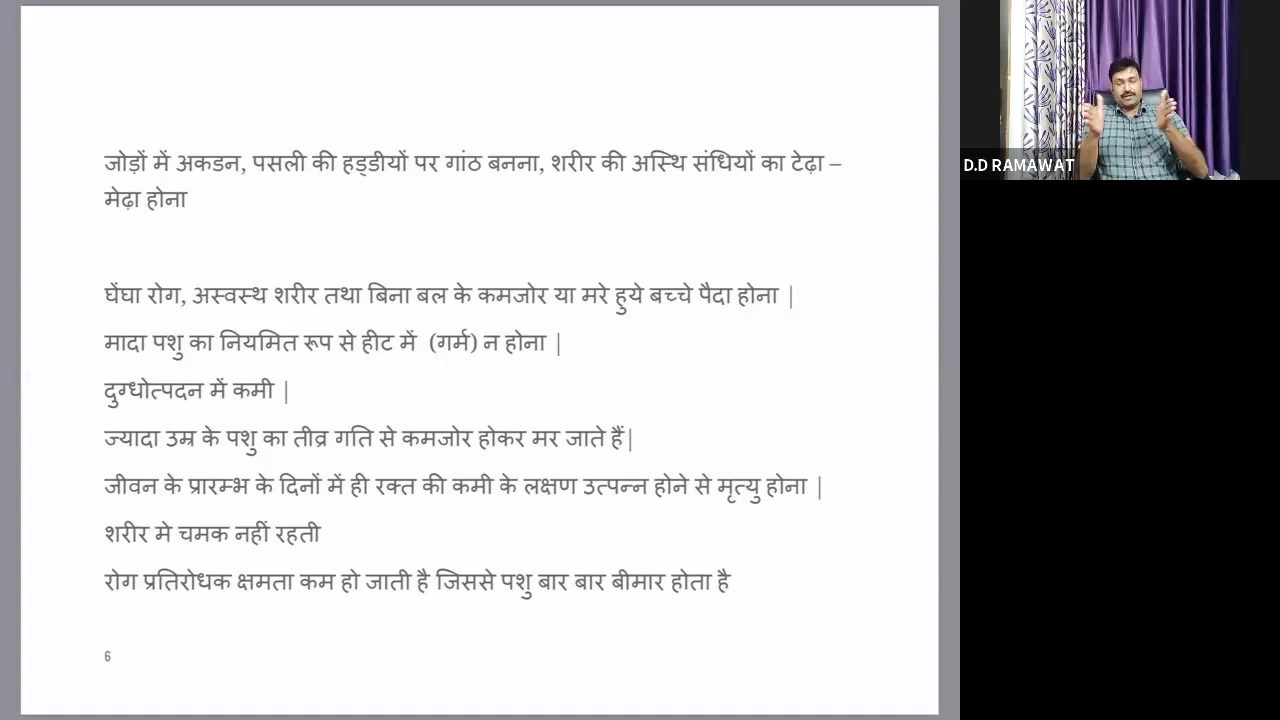 जोड़ों में अकडन, पसली की हड्डीयों पर गांठ बनना, शरीर की अस्थि संधियों का टेढ़ा –
मेढ़ा होना
घेंघा रोग, अस्वस्थ शरीर तथा बिना बल के कमजोर या मरे हुये बच्चे पैदा होना |
मादा पशु का नियमित रूप से हीट में (गर्म) न होना |
दुग्धोत्पदन में कमी |
ज्यादा उम्र के पशु का तीव्र गति से कमजोर होकर मर जाते हैं|
जीवन के प्रारम्भ के दिनों में ही रक्त की कमी के लक्षण उत्पन्न होने से मृत्यु होना |
शरीर मे चमक नहीं रहती
रोग प्रतिरोधक क्षमता कम हो जाती है जिससे पशु बार बार बीमार होता है
6
D.D RAMAWAT